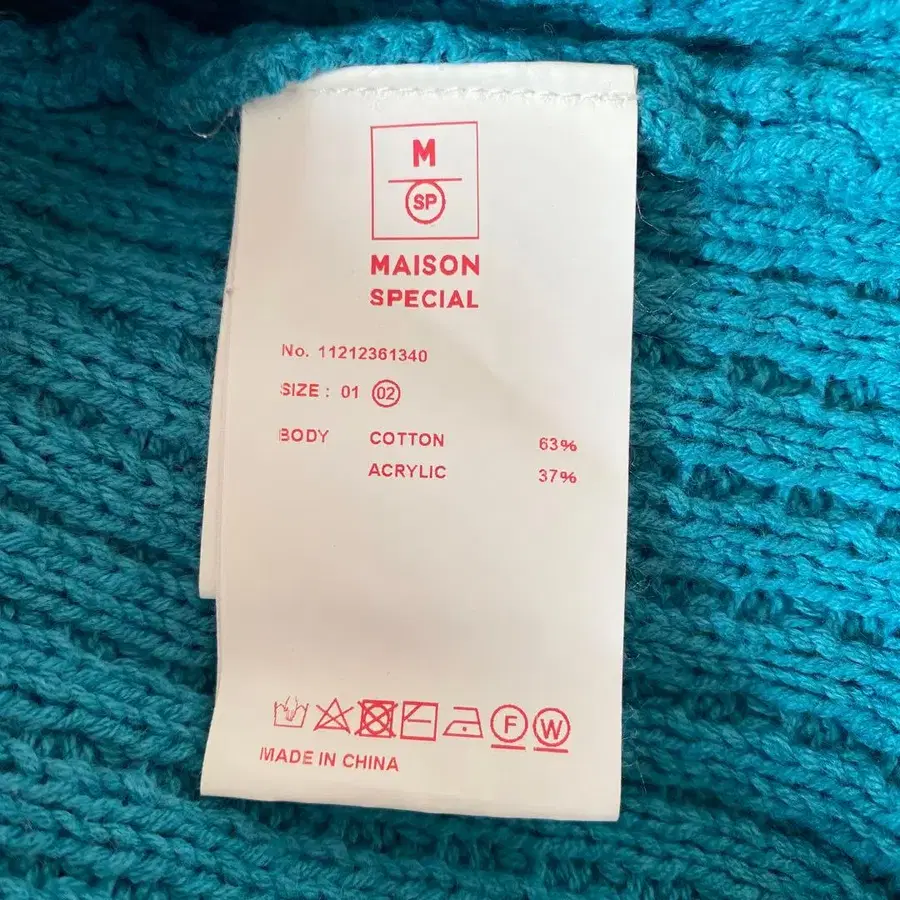 M
SP
MAISON
SPECIAL
No. 11212361340
SIZE : 01 02
BODY COTTON 63%
ACRYLIC 37%
F W
MADE IN CHINA